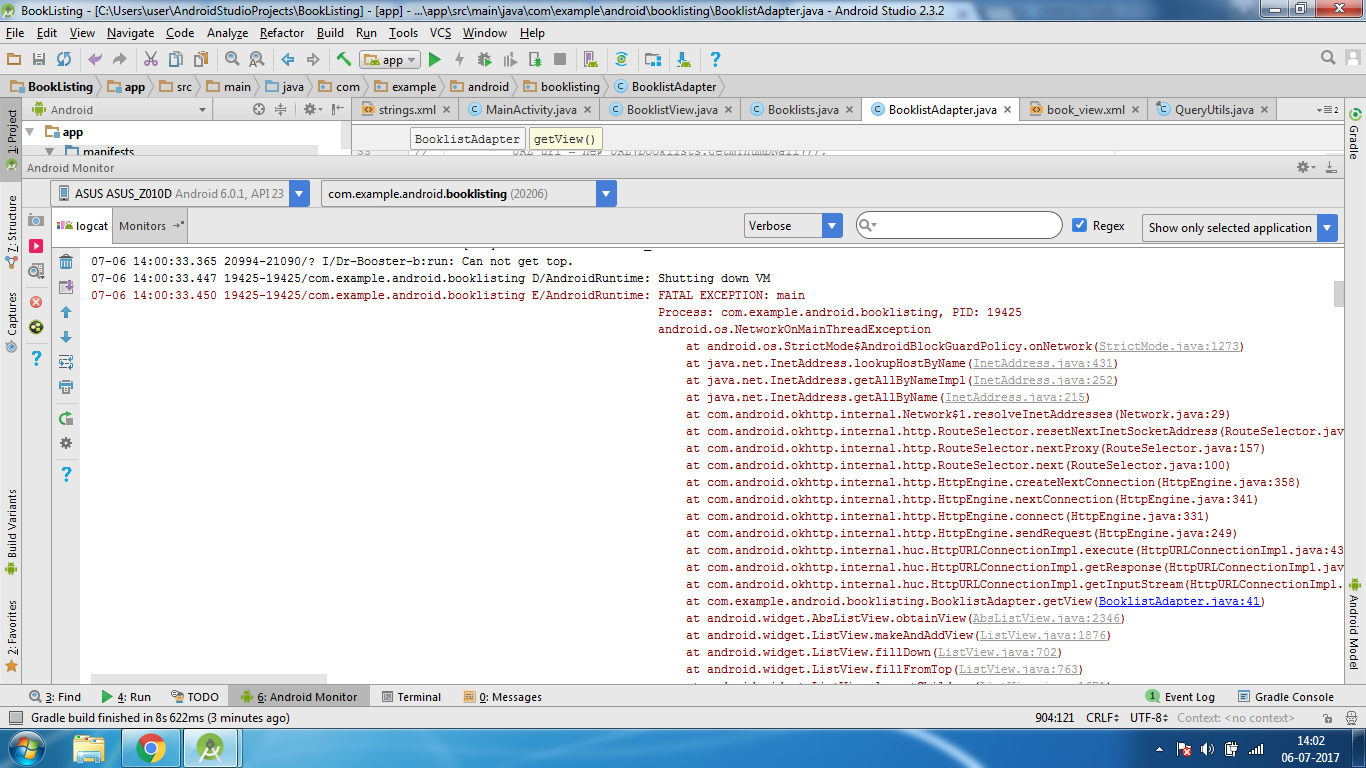 BookListing - [C:\Users\user\AndroidStudioProjects\BookListing] - [app] - ...\app\src\main\java\com\example\android\booklisting\BooklistAdapter.java - Android Studio 2.3.2
File Edit View Navigate Code Analyze Refactor Build Run Tools VCS Window Help
app
BookListing app src main java com example android booklisting BooklistAdapter
Android
strings.xml MainActivity.java BooklistView.java Booklists.java BooklistAdapter.java book_view.xml QueryUtils.java
app
manifests
BooklistAdapter getView()
Android Monitor
ASUS ASUS_Z010D Android 6.0.1, API 23
com.example.android.booklisting (20206)
logcat Monitors
Verbose
Regex
Show only selected application
07-06 14:00:33.365 20994-21090/? I/Dr-Booster-b:run: Can not get top.
07-06 14:00:33.447 19425-19425/com.example.android.booklisting D/AndroidRuntime: Shutting down VM
07-06 14:00:33.450 19425-19425/com.example.android.booklisting E/AndroidRuntime: FATAL EXCEPTION: main
Process: com.example.android.booklisting, PID: 19425
android.os.NetworkOnMainThreadException
at android.os.StrictMode$AndroidBlockGuardPolicy.onNetwork(StrictMode.java:1273)
at java.net.InetAddress.lookupHostByName(InetAddress.java:431)
at java.net.InetAddress.getAllByNameImpl(InetAddress.java:252)
at java.net.InetAddress.getAllByName(InetAddress.java:215)
at com.android.okhttp.internal.Network$1.resolveInetAddresses(Network.java:29)
at com.android.okhttp.internal.http.RouteSelector.resetNextInetSocketAddress(RouteSelector.jav
at com.android.okhttp.internal.http.RouteSelector.nextProxy(RouteSelector.java:157)
at com.android.okhttp.internal.http.RouteSelector.next(RouteSelector.java:100)
at com.android.okhttp.internal.http.HttpEngine.createNextConnection(HttpEngine.java:358)
at com.android.okhttp.internal.http.HttpEngine.nextConnection(HttpEngine.java:341)
at com.android.okhttp.internal.http.HttpEngine.connect(HttpEngine.java:331)
at com.android.okhttp.internal.http.HttpEngine.sendRequest(HttpEngine.java:249)
at com.android.okhttp.internal.huc.HttpURLConnectionImpl.execute(HttpURLConnectionImpl.java:43
at com.android.okhttp.internal.huc.HttpURLConnectionImpl.getResponse(HttpURLConnectionImpl.jav
at com.android.okhttp.internal.huc.HttpURLConnectionImpl.getInputStream(HttpURLConnectionImpl.
at com.example.android.booklisting.BooklistAdapter.getView(BooklistAdapter.java:41)
at android.widget.AbsListView.obtainView(AbsListView.java:2346)
at android.widget.ListView.makeAndAddView(ListView.java:1876)
at android.widget.ListView.fillDown(ListView.java:702)
at android.widget.ListView.fillFromTop(ListView.java:763)
1: Project
7: Structure
Captures
Build Variants
2: Favorites
Gradle
Android Model
3: Find 4: Run TODO 6: Android Monitor Terminal 0: Messages
1 Event Log Gradle Console
Gradle build finished in 8s 622ms (3 minutes ago)
904:121 CRLF UTF-8 Context: <no context>
14:02
06-07-2017